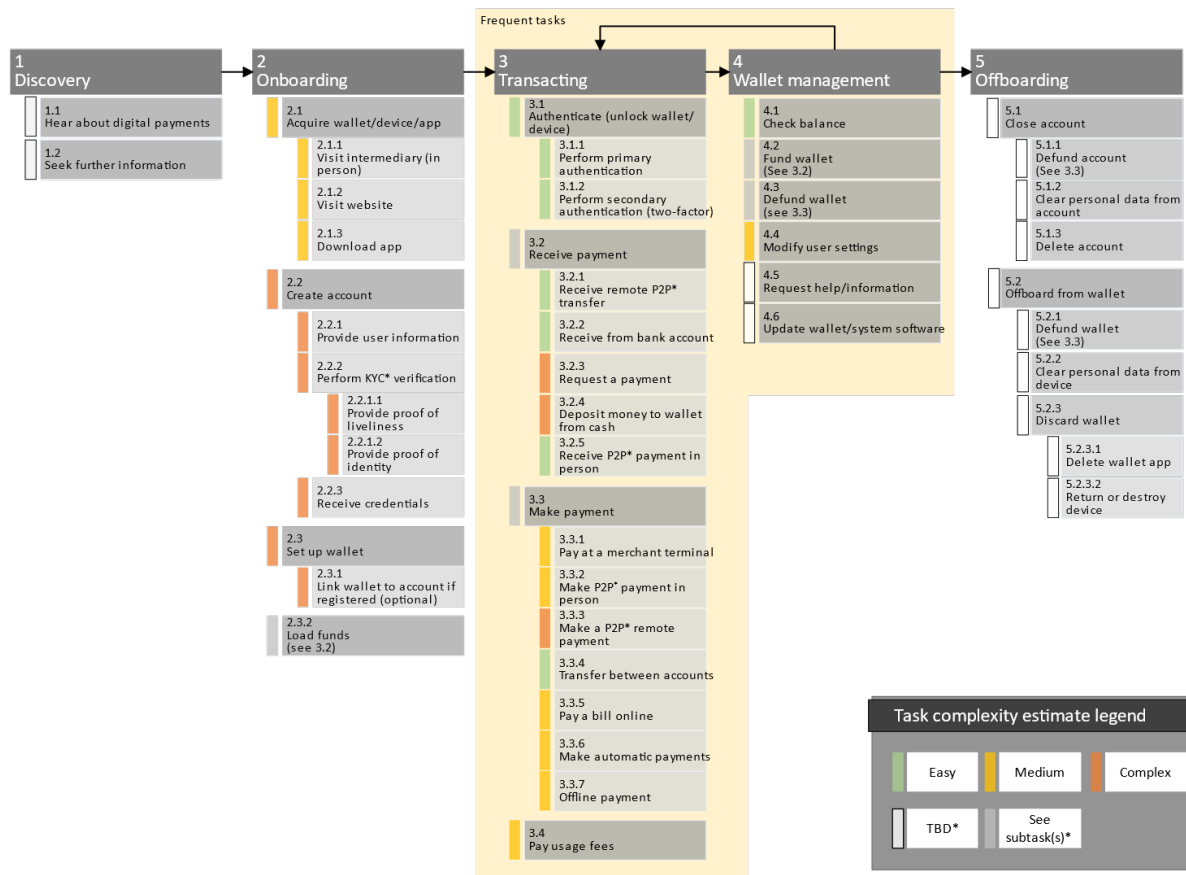 Frequent tasks
1
Discovery
1.1
Hear about digital payments
1.2
Seek further information
2
Onboarding
2.1
Acquire wallet/device/app
2.1.1
Visit intermediary (in
person)
2.1.2
Visit website
2.1.3
Download app
2.2
Create account
2.2.1
Provide user information
2.2.2
Perform KYC* verification
2.2.1.1
Provide proof of
liveliness
2.2.1.2
Provide proof of
identity
2.2.3
Receive credentials
2.3
Set up wallet
2.3.1
Link wallet to account if
registered (optional)
2.3.2
Load funds
(see 3.2)
3
Transacting
3.1
Authenticate (unlock wallet/
device)
3.1.1
Perform primary
authentication
3.1.2
Perform secondary
authentication (two-factor)
3.2
Receive payment
3.2.1
Receive remote P2P*
transfer
3.2.2
Receive from bank account
3.2.3
Request a payment
3.2.4
Deposit money to wallet
from cash
3.2.5
Receive P2P* payment in
person
3.3
Make payment
3.3.1
Pay at a merchant terminal
3.3.2
Make P2P* payment in
person
3.3.3
Make a P2P* remote
payment
3.3.4
Transfer between accounts
3.3.5
Pay a bill online
3.3.6
Make automatic payments
3.3.7
Offline payment
3.4
Pay usage fees
4
Wallet management
4.1
Check balance
4.2
Fund wallet
(See 3.2)
4.3
Defund wallet
(see 3.3)
4.4
Modify user settings
4.5
Request help/information
4.6
Update wallet/system software
5
Offboarding
5.1
Close account
5.1.1
Defund account
(See 3.3)
5.1.2
Clear personal data from
account
5.1.3
Delete account
5.2
Offboard from wallet
5.2.1
Defund wallet
(See 3.3)
5.2.2
Clear personal data from
device
5.2.3
Discard wallet
5.2.3.1
Delete wallet app
5.2.3.2
Return or destroy
device
Task complexity estimate legend
Easy
Medium
Complex
TBD*
See
subtask(s)*